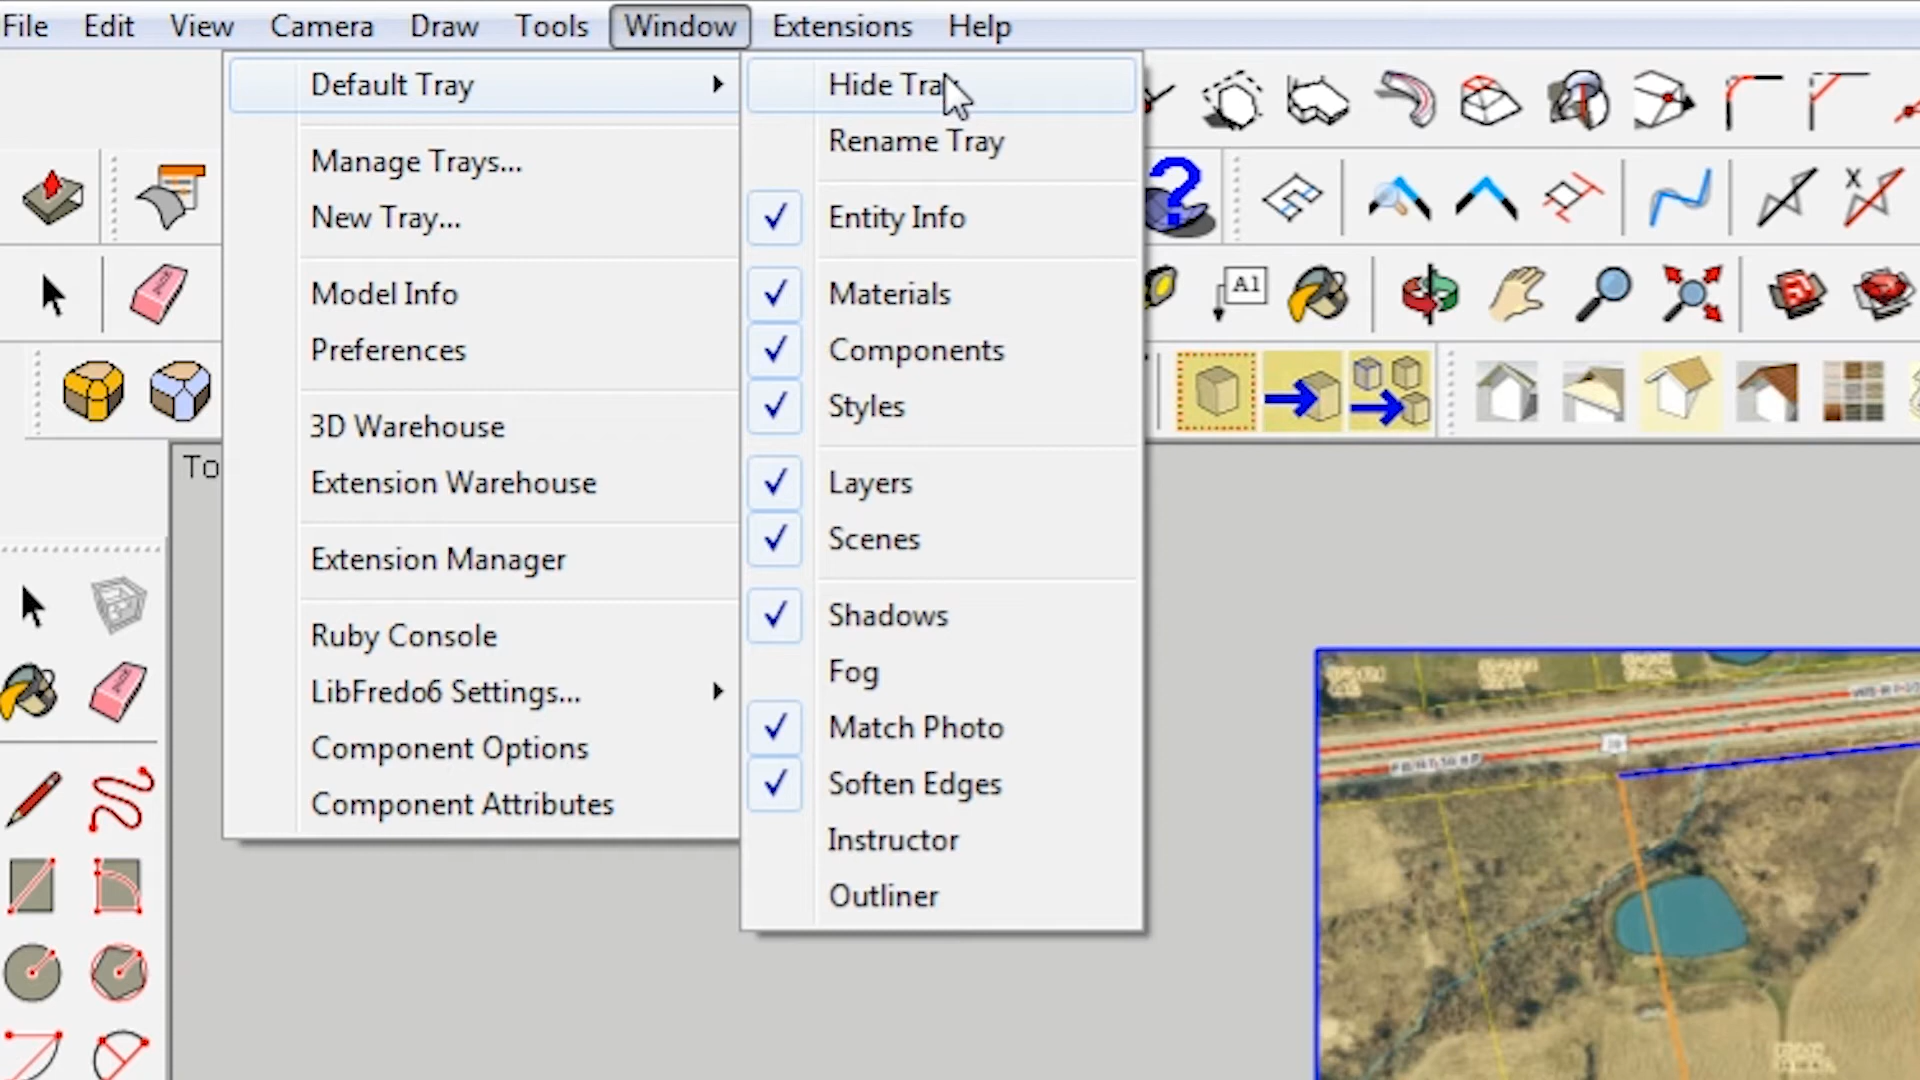 File Edit View Camera Draw Tools Window Extensions Help
Default Tray
Manage Trays...
New Tray...
Model Info
Preferences
3D Warehouse
Extension Warehouse
Extension Manager
Ruby Console
LibFredo6 Settings...
Component Options
Component Attributes
Hide Tra
Rename Tray
Entity Info
Materials
Components
Styles
Layers
Scenes
Shadows
Fog
Match Photo
Soften Edges
Instructor
Outliner
?
X
A1
To